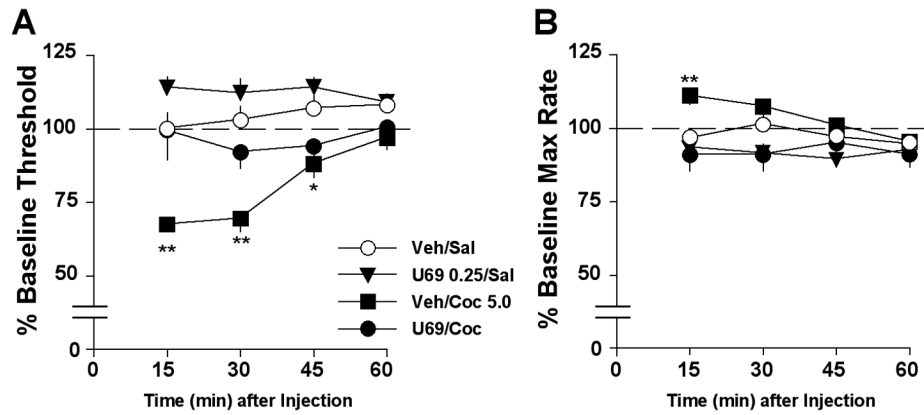 A
% Baseline Threshold
125
100
75
50
0
**
**
*
Veh/Sal
U69 0.25/Sal
Veh/Coc 5.0
U69/Coc
0 15 30 45 60
Time (min) after Injection
B
% Baseline Max Rate
125
100
75
50
0
**
0 15 30 45 60
Time (min) after Injection